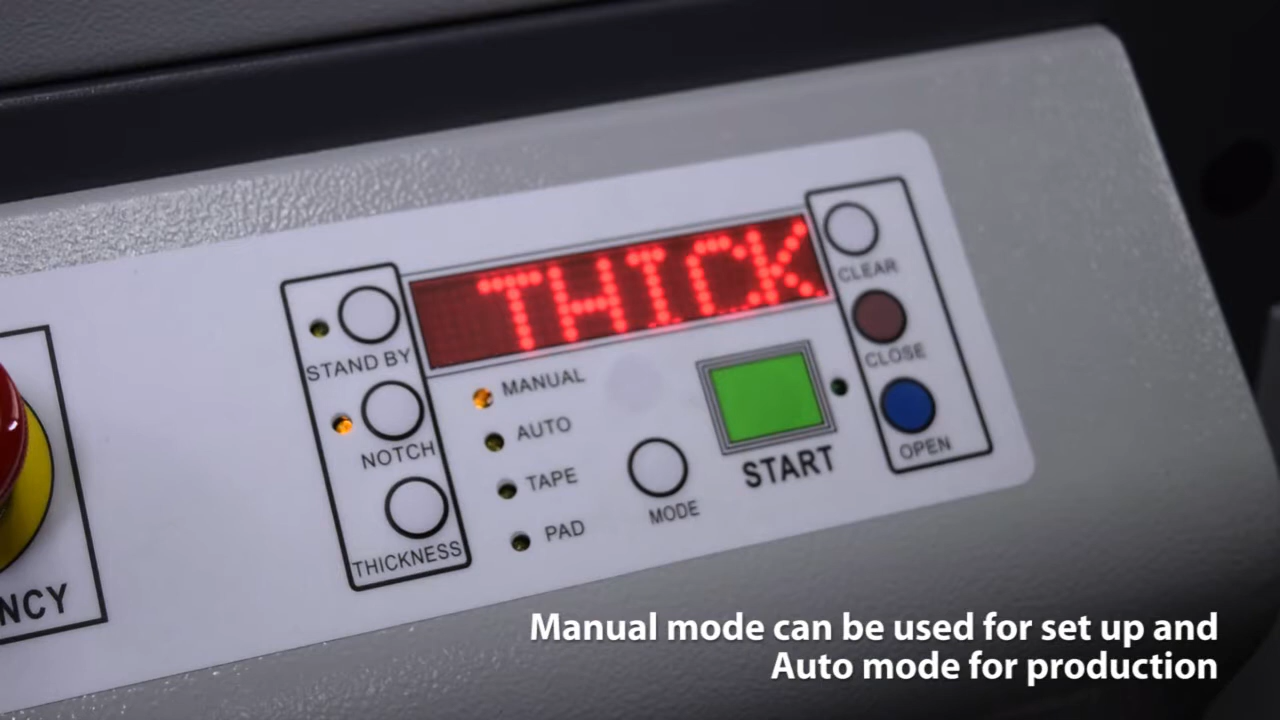 THICK
CLEAR
CLOSE
OPEN
STAND BY
NOTCH
THICKNESS
MANUAL
AUTO
TAPE
PAD
MODE
START
NCY
Manual mode can be used for set up and
Auto mode for production